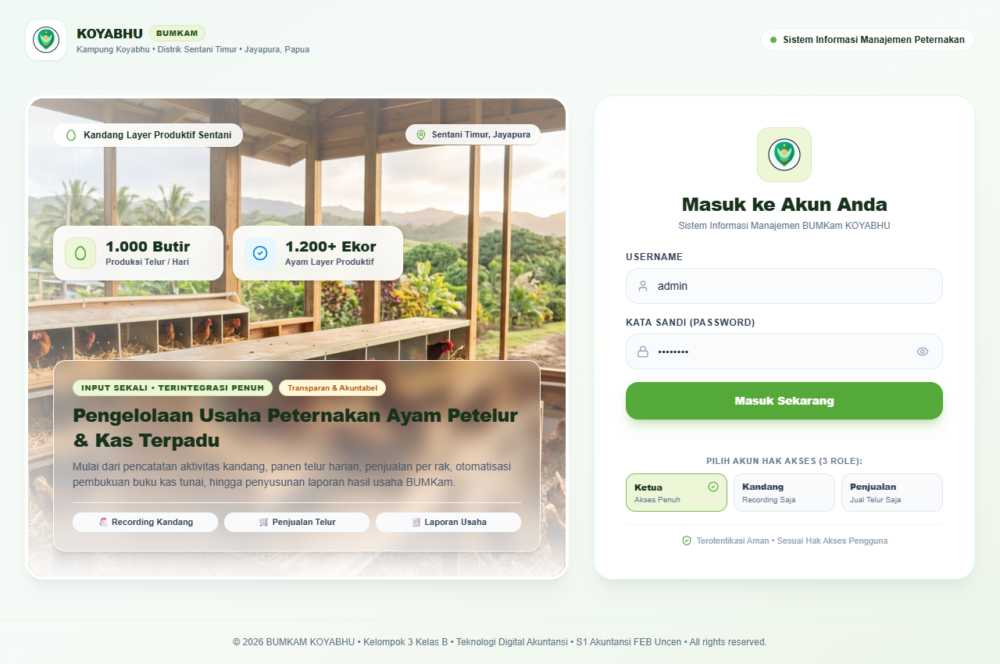 KOYABHU BUMKAM
Kampung Koyabhu • Distrik Sentani Timur • Jayapura, Papua
Sistem Informasi Manajemen Peternakan
Kandang Layer Produktif Sentani
Sentani Timur, Jayapura
1.000 Butir
Produksi Telur / Hari
1.200+ Ekor
Ayam Layer Produktif
INPUT SEKALI • TERINTEGRASI PENUH
Transparan & Akuntabel
Pengelolaan Usaha Peternakan Ayam Petelur
& Kas Terpadu
Mulai dari pencatatan aktivitas kandang, panen telur harian, penjualan per rak, otomatisasi
pembukuan buku kas tunai, hingga penyusunan laporan hasil usaha BUMKam.
Recording Kandang
Penjualan Telur
Laporan Usaha
Masuk ke Akun Anda
Sistem Informasi Manajemen BUMKam KOYABHU
USERNAME
admin
KATA SANDI (PASSWORD)
••••••••
Masuk Sekarang
PILIH AKUN HAK AKSES (3 ROLE):
Ketua
Akses Penuh
Kandang
Recording Saja
Penjualan
Jual Telur Saja
Terotentikasi Aman • Sesuai Hak Akses Pengguna
© 2026 BUMKAM KOYABHU • Kelompok 3 Kelas B • Teknologi Digital Akuntansi • S1 Akuntansi FEB Uncen • All rights reserved.